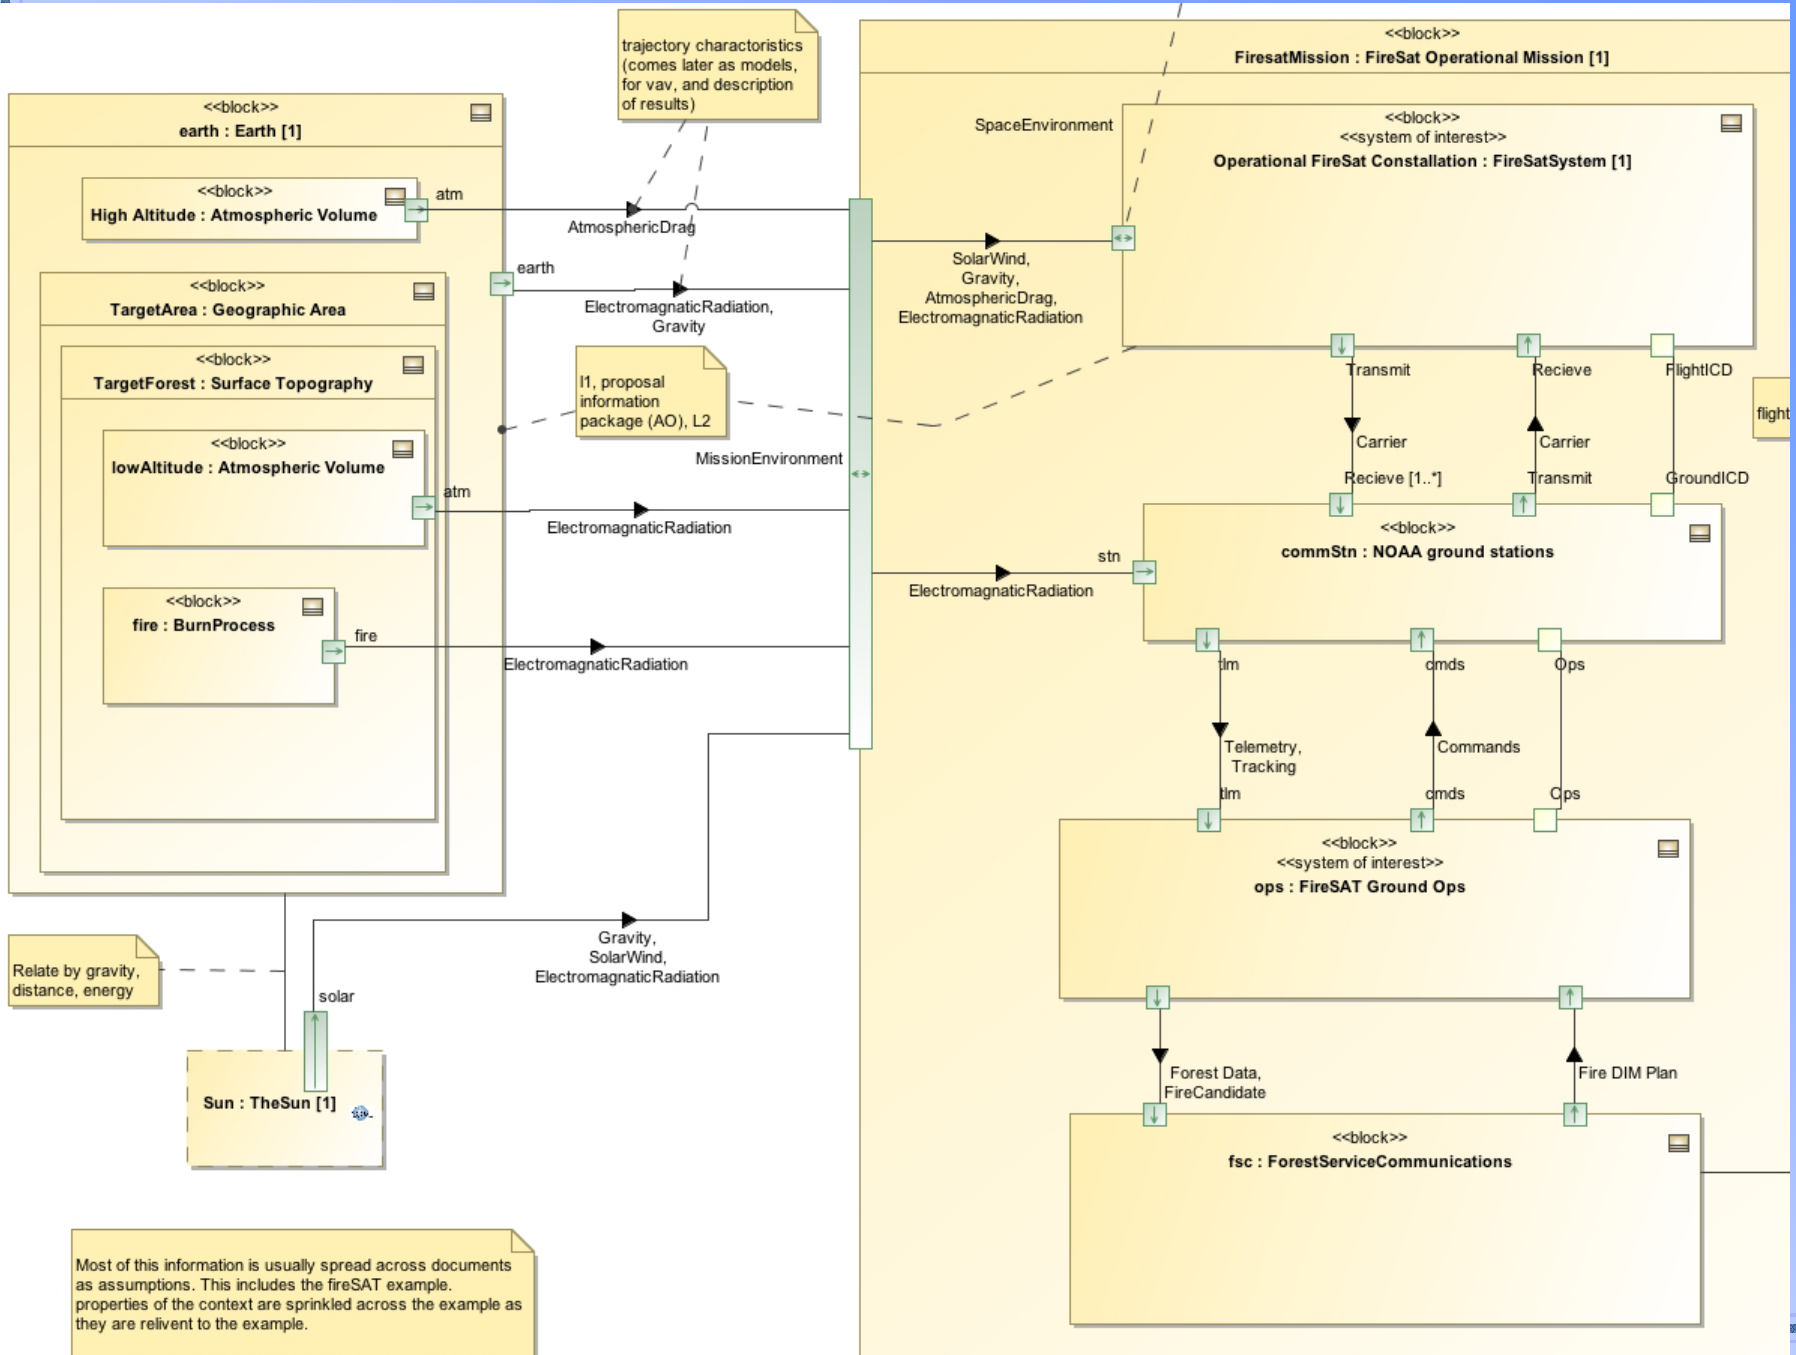 trajectory charactoristics
(comes later as models,
for vav, and description
of results)
<<block>>
earth : Earth [1]
<<block>>
High Altitude : Atmospheric Volume
atm
AtmosphericDrag
earth
ElectromagneticRadiation,
Gravity
<<block>>
TargetArea : Geographic Area
<<block>>
TargetForest : Surface Topography
<<block>>
lowAltitude : Atmospheric Volume
atm
ElectromagneticRadiation
<<block>>
fire : BurnProcess
fire
ElectromagneticRadiation
l1, proposal
information
package (AO), L2
MissionEnvironment
Relate by gravity,
distance, energy
Gravity,
SolarWind,
ElectromagneticRadiation
solar
Sun : TheSun [1]
Most of this information is usually spread across documents
as assumptions. This includes the fireSAT example.
properties of the context are sprinkled across the example as
they are relivent to the example.
<<block>>
FiresatMission : FireSat Operational Mission [1]
SpaceEnvironment
<<block>>
<<system of interest>>
Operational FireSat Constallation : FireSatSystem [1]
SolarWind,
Gravity,
AtmosphericDrag,
ElectromagneticRadiation
Transmit
Recieve
FlightICD
flight
Carrier
Carrier
Recieve [1..*]
Transmit
GroundICD
<<block>>
commStn : NOAA ground stations
stn
ElectromagneticRadiation
tlm
cmds
Ops
Telemetry,
Tracking
Commands
tlm
cmds
Ops
<<block>>
<<system of interest>>
ops : FireSAT Ground Ops
Forest Data,
FireCandidate
Fire DIM Plan
<<block>>
fsc : ForestServiceCommunications